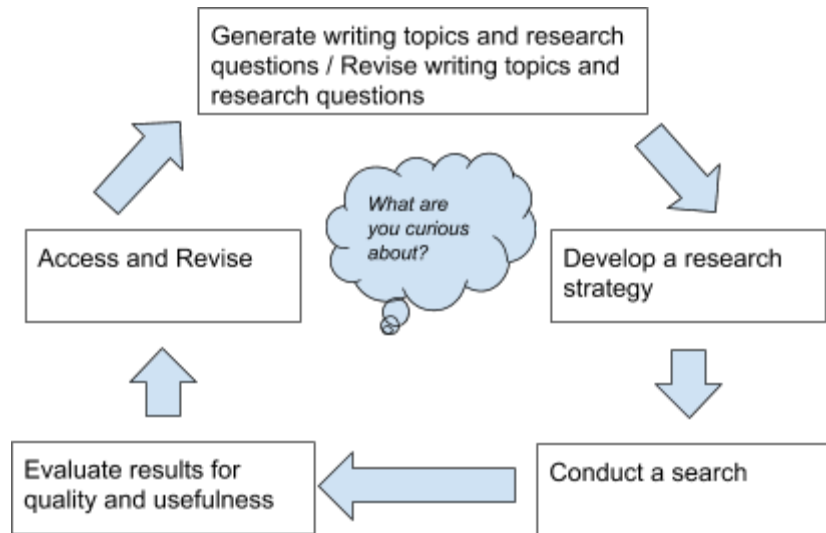 Generate writing topics and research
questions / Revise writing topics and
research questions
What are
you curious
about?
Access and Revise
Develop a research
strategy
Evaluate results for
quality and usefulness
Conduct a search